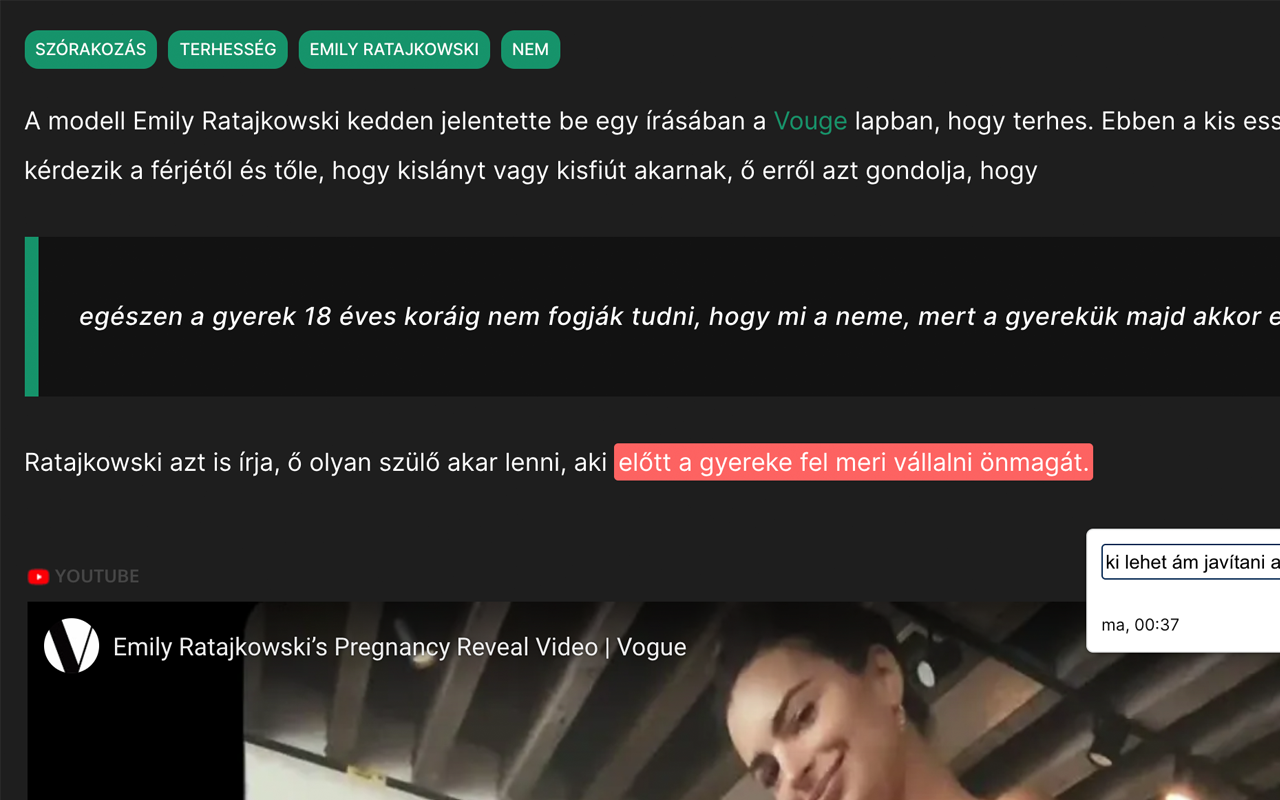 SZÓRAKOZÁS TERHESSÉG EMILY RATAJKOWSKI NEM
A modell Emily Ratajkowski kedden jelentette be egy írásában a Vouge lapban, hogy terhes. Ebben a kis ess
kérdezik a férjétől és tőle, hogy kislányt vagy kisfiút akarnak, ő erről azt gondolja, hogy
egészen a gyerek 18 éves koráig nem fogják tudni, hogy mi a neme, mert a gyerekük majd akkor e
Ratajkowski azt is írja, ő olyan szülő akar lenni, aki előtt a gyereke fel meri vállalni önmagát.
ki lehet ám javítani a
YOUTUBE
ma, 00:37
Emily Ratajkowski’s Pregnancy Reveal Video | Vogue